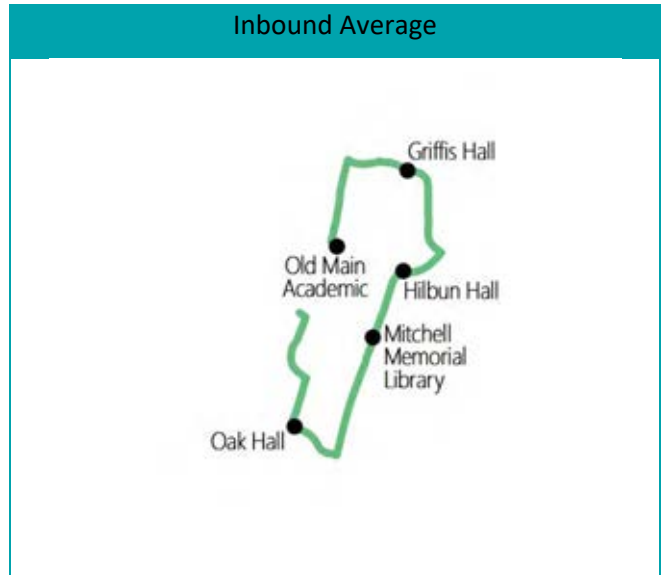 Inbound Average
Griffis Hall
Old Main
Academic
Hilbun Hall
Mitchell
Memorial
Library
Oak Hall